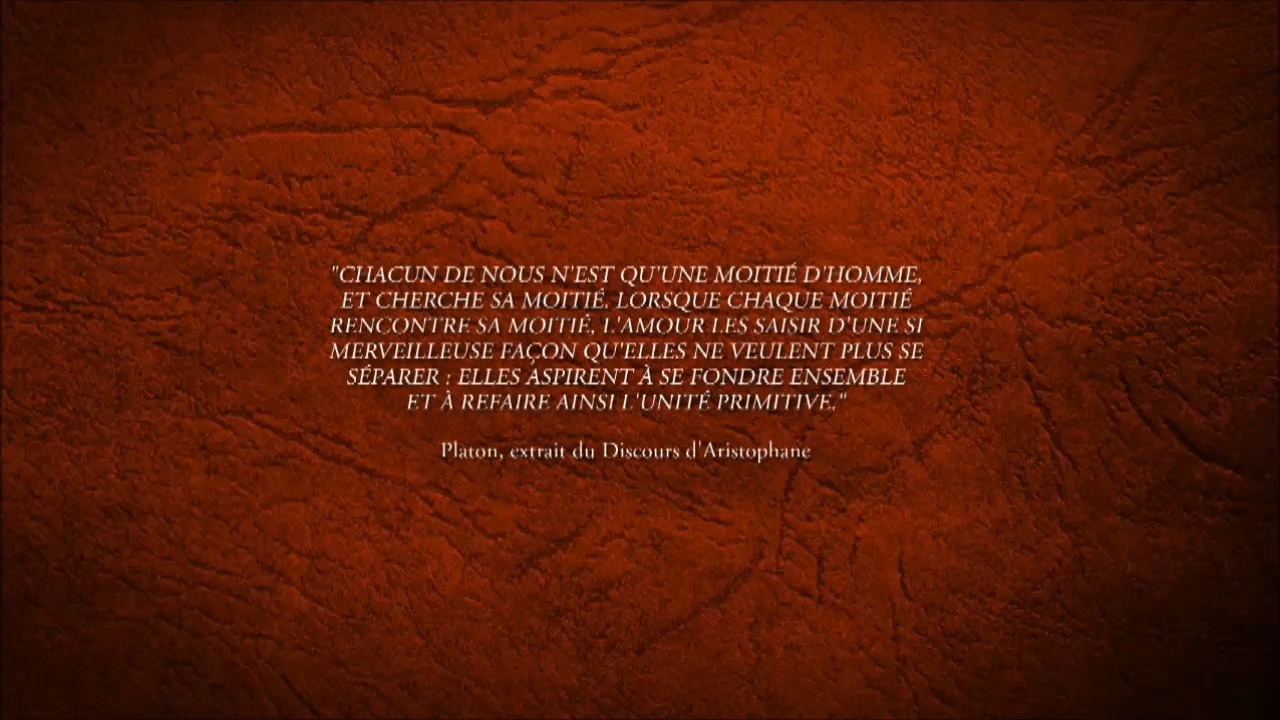 "CHACUN DE NOUS N'EST QU'UNE MOITIÉ D'HOMME,
ET CHERCHE SA MOITIÉ. LORSQUE CHAQUE MOITIÉ
RENCONTRE SA MOITIÉ, L'AMOUR LES SAISIR D'UNE SI
MERVEILLEUSE FAÇON QU'ELLES NE VEULENT PLUS SE
SÉPARER : ELLES ASPIRENT À SE FONDRE ENSEMBLE
ET À REFAIRE AINSI L'UNITÉ PRIMITIVE."
Platon, extrait du Discours d'Aristophane